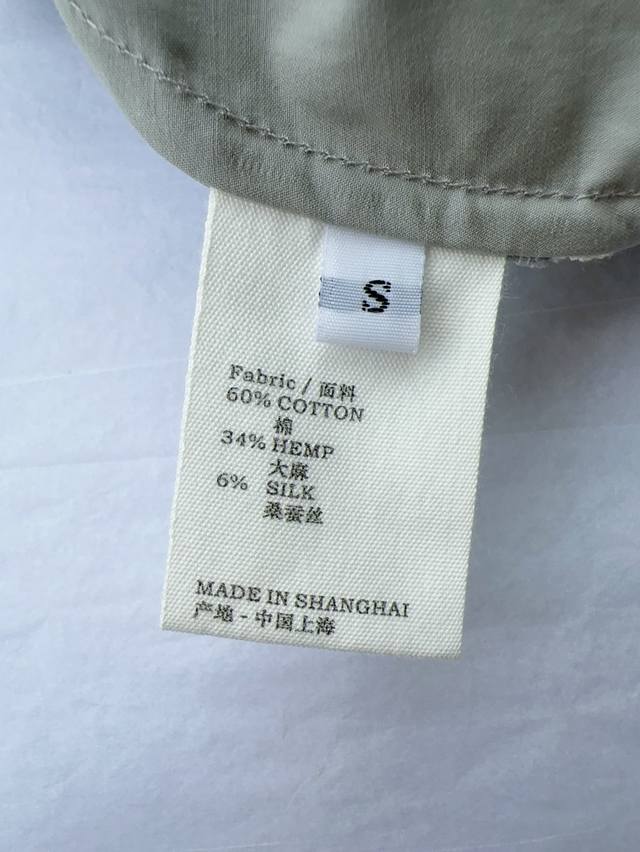 S
Fabric / 面料
60% COTTON
棉
34% HEMP
大麻
6% SILK
桑蚕丝
MADE IN SHANGHAI
产地 - 中国上海